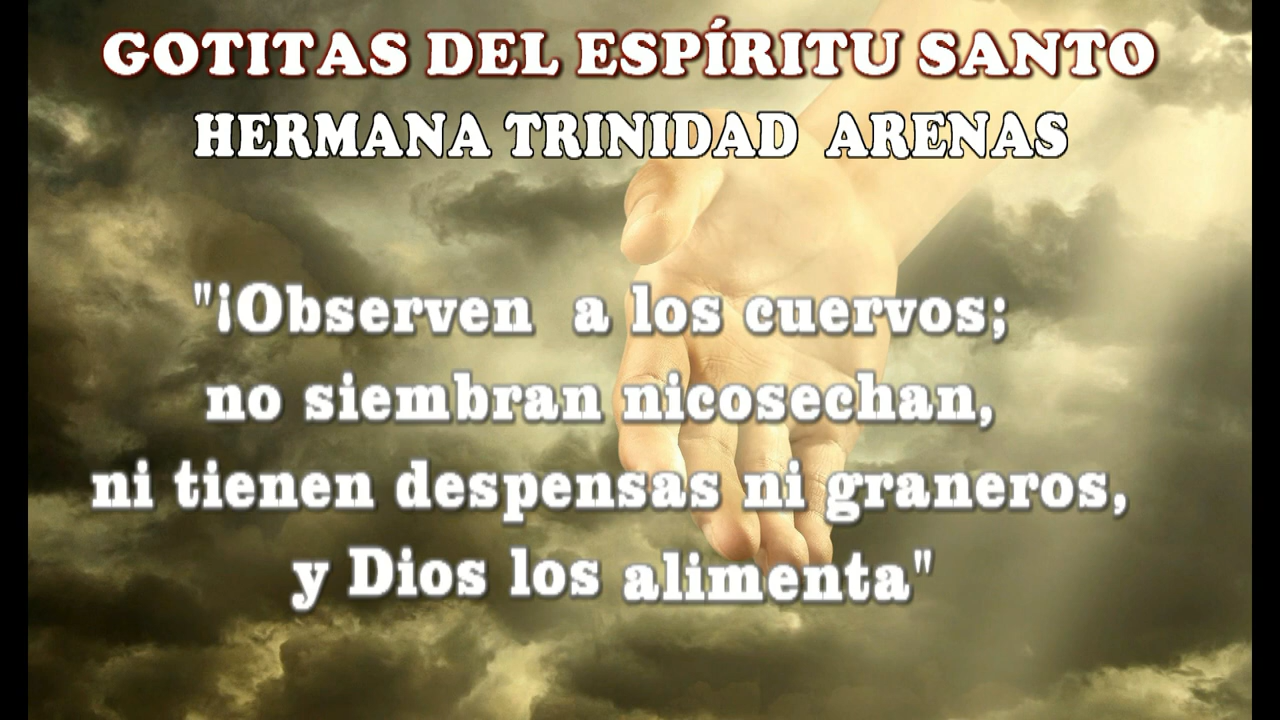 GOTITAS DEL ESPÍRITU SANTO
HERMANA TRINIDAD ARENAS
"¡Observen a los cuervos;
no siembran nicosechan,
ni tienen despensas ni graneros,
y Dios los alimenta"